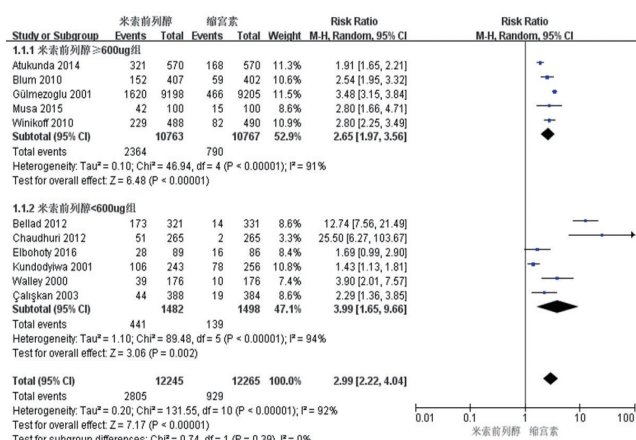 米索前列醇 缩宫素 Risk Ratio Risk Ratio
Study or Subgroup Events Total Events Total Weight M-H, Random, 95% CI M-H, Random, 95% CI
1.1.1 米索前列醇≥600ug组
Atukunda 2014 321 570 168 570 11.3% 1.91 [1.65, 2.21]
Blum 2010 152 407 59 402 10.8% 2.54 [1.95, 3.32]
Gülmezoglu 2001 1620 9198 466 9205 11.4% 3.48 [3.15, 3.84]
Musa 2015 42 100 15 100 8.6% 2.80 [1.66, 4.71]
Winikoff 2010 229 488 82 490 10.9% 2.80 [2.25, 3.49]
Subtotal (95% CI) 10763 10767 52.9% 2.65 [1.97, 3.56]
Total events 2364 790
Heterogeneity: Tau² = 0.10; Chi² = 46.94, df = 4 (P < 0.00001); I² = 91%
Test for overall effect: Z = 6.48 (P < 0.00001)
1.1.2 米索前列醇<600ug组
Bellad 2012 173 321 14 331 8.6% 12.74 [7.56, 21.49]
Chaudhuri 2012 51 265 2 265 3.3% 25.50 [6.27, 103.67]
Elbohoty 2016 28 89 16 86 8.5% 1.69 [0.99, 2.90]
Kundodyiwa 2001 106 243 78 256 10.8% 1.43 [1.13, 1.81]
Walley 2000 39 176 10 176 7.4% 3.90 [2.01, 7.57]
Çalışkan 2003 44 388 19 384 8.6% 2.29 [1.36, 3.85]
Subtotal (95% CI) 1482 1498 47.1% 3.99 [1.65, 9.66]
Total events 441 139
Heterogeneity: Tau² = 1.10; Chi² = 89.48, df = 5 (P < 0.00001); I² = 94%
Test for overall effect: Z = 3.06 (P = 0.002)
Total (95% CI) 12245 12265 100.0% 2.99 [2.22, 4.04]
Total events 2805 929
Heterogeneity: Tau² = 0.20; Chi² = 131.55, df = 10 (P < 0.00001); I² = 92%
Test for overall effect: Z = 7.17 (P < 0.00001)
Test for subgroup differences: Chi² = 0.74, df = 1 (P = 0.39), I² = 0%
0.01 0.1 1 10 100
米索前列醇 缩宫素